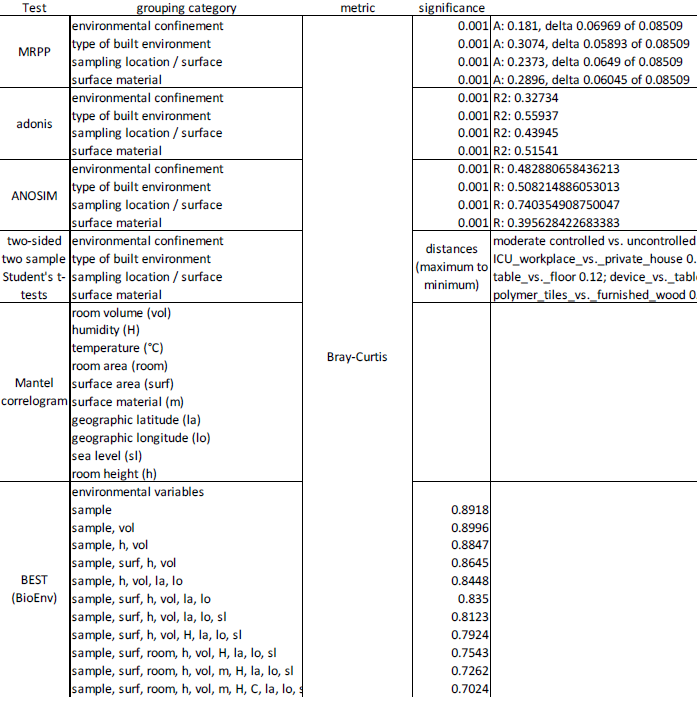 Test grouping category metric significance
MRPP
environmental confinement 0.001 A: 0.181, delta 0.06969 of 0.08509
type of built environment 0.001 A: 0.3074, delta 0.05893 of 0.08509
sampling location / surface 0.001 A: 0.2373, delta 0.0649 of 0.08509
surface material 0.001 A: 0.2896, delta 0.06045 of 0.08509
adonis
environmental confinement 0.001 R2: 0.32734
type of built environment 0.001 R2: 0.55937
sampling location / surface 0.001 R2: 0.43945
surface material 0.001 R2: 0.51541
ANOSIM
environmental confinement 0.001 R: 0.482880658436213
type of built environment 0.001 R: 0.508214886053013
sampling location / surface 0.001 R: 0.740354908750047
surface material 0.001 R: 0.395628422683383
two-sided
two sample
Student's t-
tests
environmental confinement
type of built environment
sampling location / surface
surface material
distances
(maximum to
minimum)
moderate controlled vs. uncontrolled
ICU_workplace_vs._private_house 0.
table_vs._floor 0.12; device_vs._tabl
polymer_tiles_vs._furnished_wood 0
Mantel
correlogram
room volume (vol)
humidity (H)
temperature (°C)
room area (room)
surface area (surf)
surface material (m)
geographic latitude (la)
geographic longitude (lo)
sea level (sl)
room height (h)
Bray-Curtis
BEST
(BioEnv)
environmental variables
sample 0.8918
sample, vol 0.8996
sample, h, vol 0.8847
sample, surf, h, vol 0.8645
sample, h, vol, la, lo 0.8448
sample, surf, h, vol, la, lo 0.835
sample, surf, h, vol, la, lo, sl 0.8123
sample, surf, h, vol, H, la, lo, sl 0.7924
sample, surf, room, h, vol, H, la, lo, sl 0.7543
sample, surf, room, h, vol, m, H, la, lo, sl 0.7262
sample, surf, room, h, vol, m, H, C, la, lo, s 0.7024